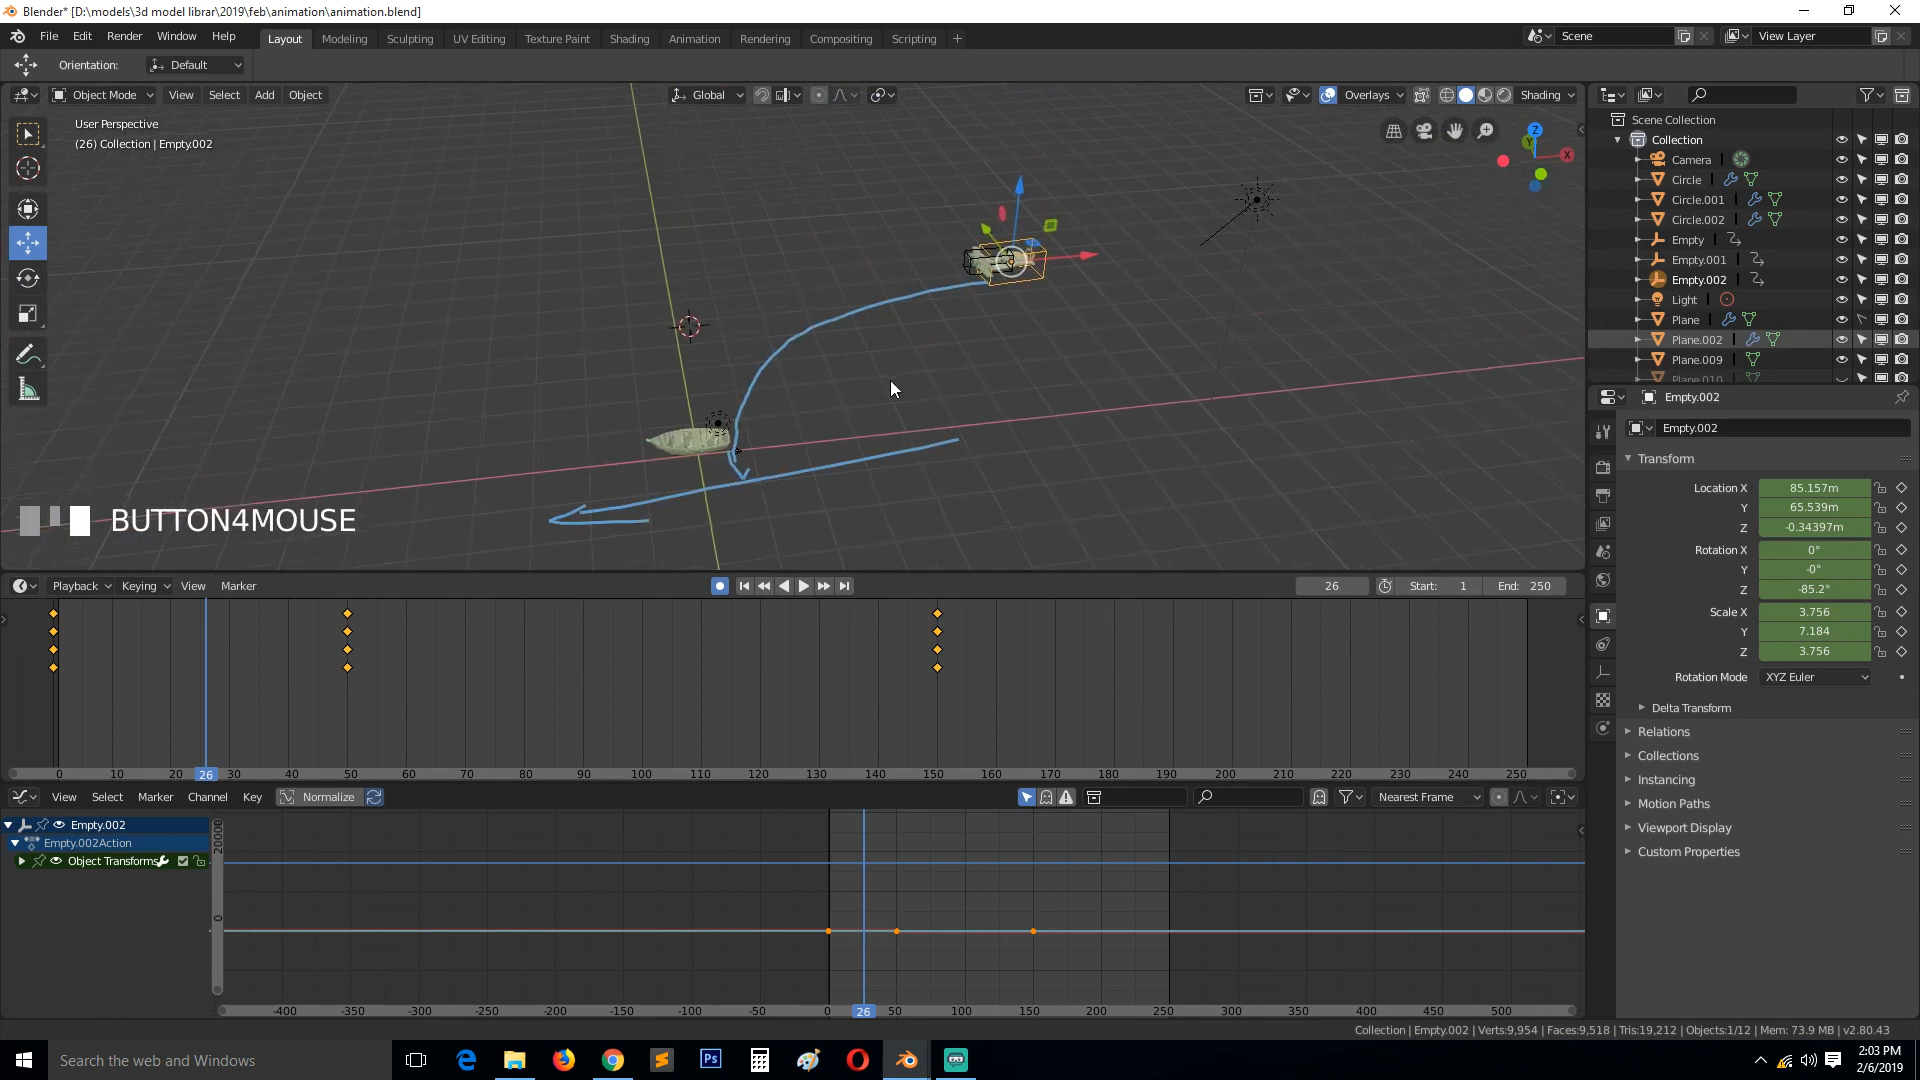 Blender* [D:\models\3d model librar\2019\feb\animation\animation.blend]
File Edit Render Window Help Layout Modeling Sculpting UV Editing Texture Paint Shading Animation Rendering Compositing Scripting + Scene View Layer
Orientation: Default
Object Mode View Select Add Object Global Overlays Shading
User Perspective
(26) Collection | Empty.002
Z
Y
X
BUTTON4MOUSE
Scene Collection
Collection
Camera
Circle
Circle.001
Circle.002
Empty
Empty.001
Empty.002
Light
Plane
Plane.002
Plane.009
Plane.010
Empty.002
Empty.002
Transform
Location X 85.157m
Y 65.539m
Z -0.34397m
Rotation X 0°
Y -0°
Z -85.2°
Scale X 3.756
Y 7.184
Z 3.756
Rotation Mode XYZ Euler
Delta Transform
Relations
Collections
Instancing
Motion Paths
Viewport Display
Custom Properties
Playback Keying View Marker 26 Start: 1 End: 250
0 10 20 26 30 40 50 60 70 80 90 100 110 120 130 140 150 160 170 180 190 200 210 220 230 240 250
View Select Marker Channel Key Normalize Nearest Frame
Empty.002
Empty.002Action
Object Transforms
20000
0
-400 -350 -300 -250 -200 -150 -100 -50 0 26 50 100 150 200 250 300 350 400 450 500
Collection | Empty.002 | Verts:9,954 | Faces:9,518 | Tris:19,212 | Objects:1/12 | Mem: 73.9 MB | v2.80.43
Search the web and Windows
Ps
2:03 PM
2/6/2019